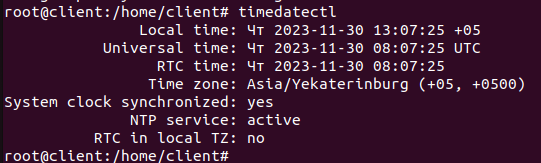 root@client:/home/client# timedatectl
Local time: Чт 2023-11-30 13:07:25 +05
Universal time: Чт 2023-11-30 08:07:25 UTC
RTC time: Чт 2023-11-30 08:07:25
Time zone: Asia/Yekaterinburg (+05, +0500)
System clock synchronized: yes
NTP service: active
RTC in local TZ: no
root@client:/home/client#